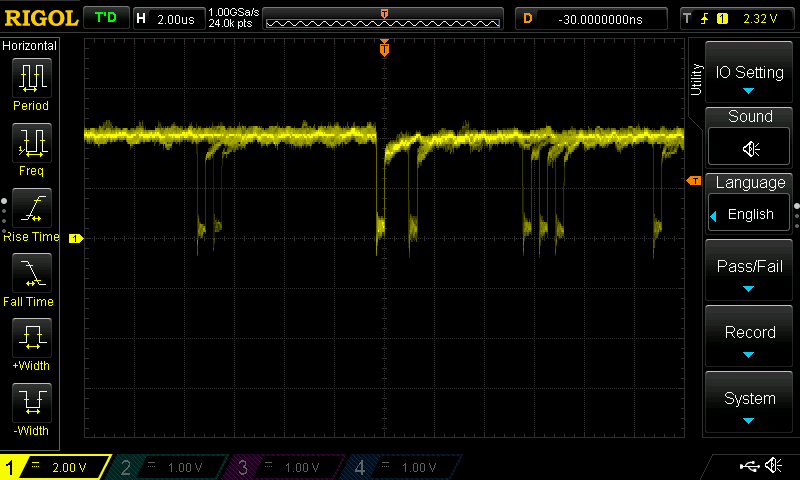 RIGOL T'D H 2.00us 1.00GSa/s 24.0k pts T D -30.0000000ns T 1 2.32 V
Horizontal
Period
Freq
Rise Time
Fall Time
+Width
-Width
T
T
1
Utility
IO Setting
Sound
Language
English
Pass/Fail
Record
System
1 2.00 V 2 1.00 V 3 1.00 V 4 1.00 V